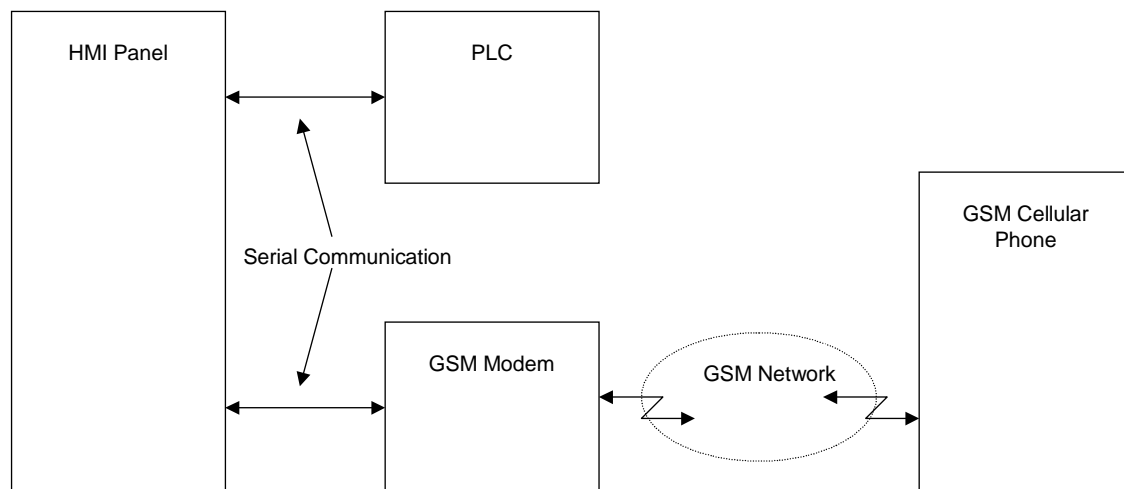 HMI Panel
PLC
GSM Cellular
Phone
Serial Communication
GSM Modem
GSM Network